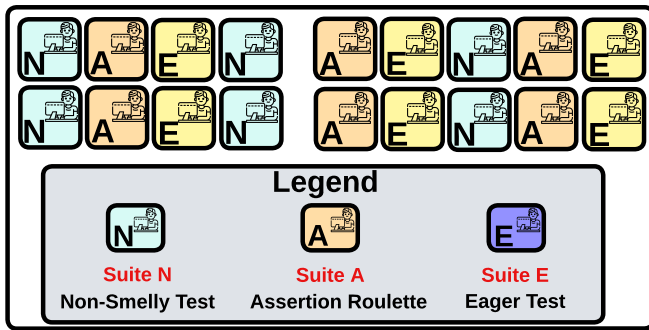 N A E N A E N A E
N A E N A E N A E
Legend
N A E
Suite N Suite A Suite E
Non-Smelly Test Assertion Roulette Eager Test